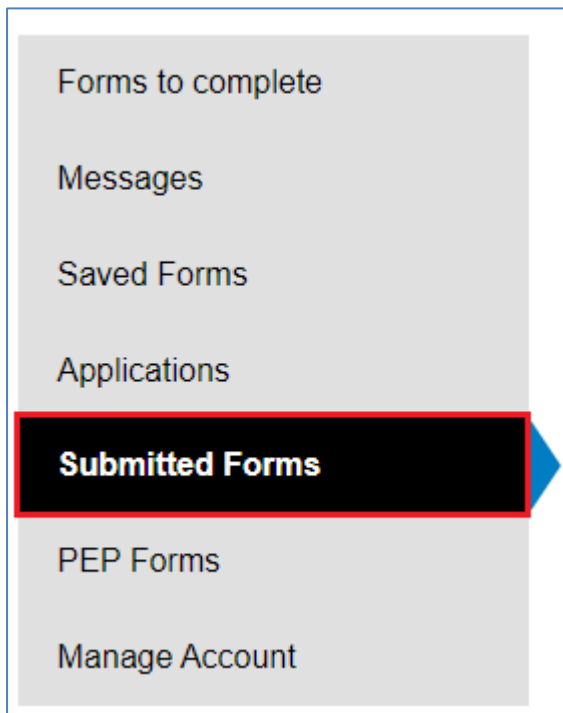 Forms to complete
Messages
Saved Forms
Applications
Submitted Forms
PEP Forms
Manage Account